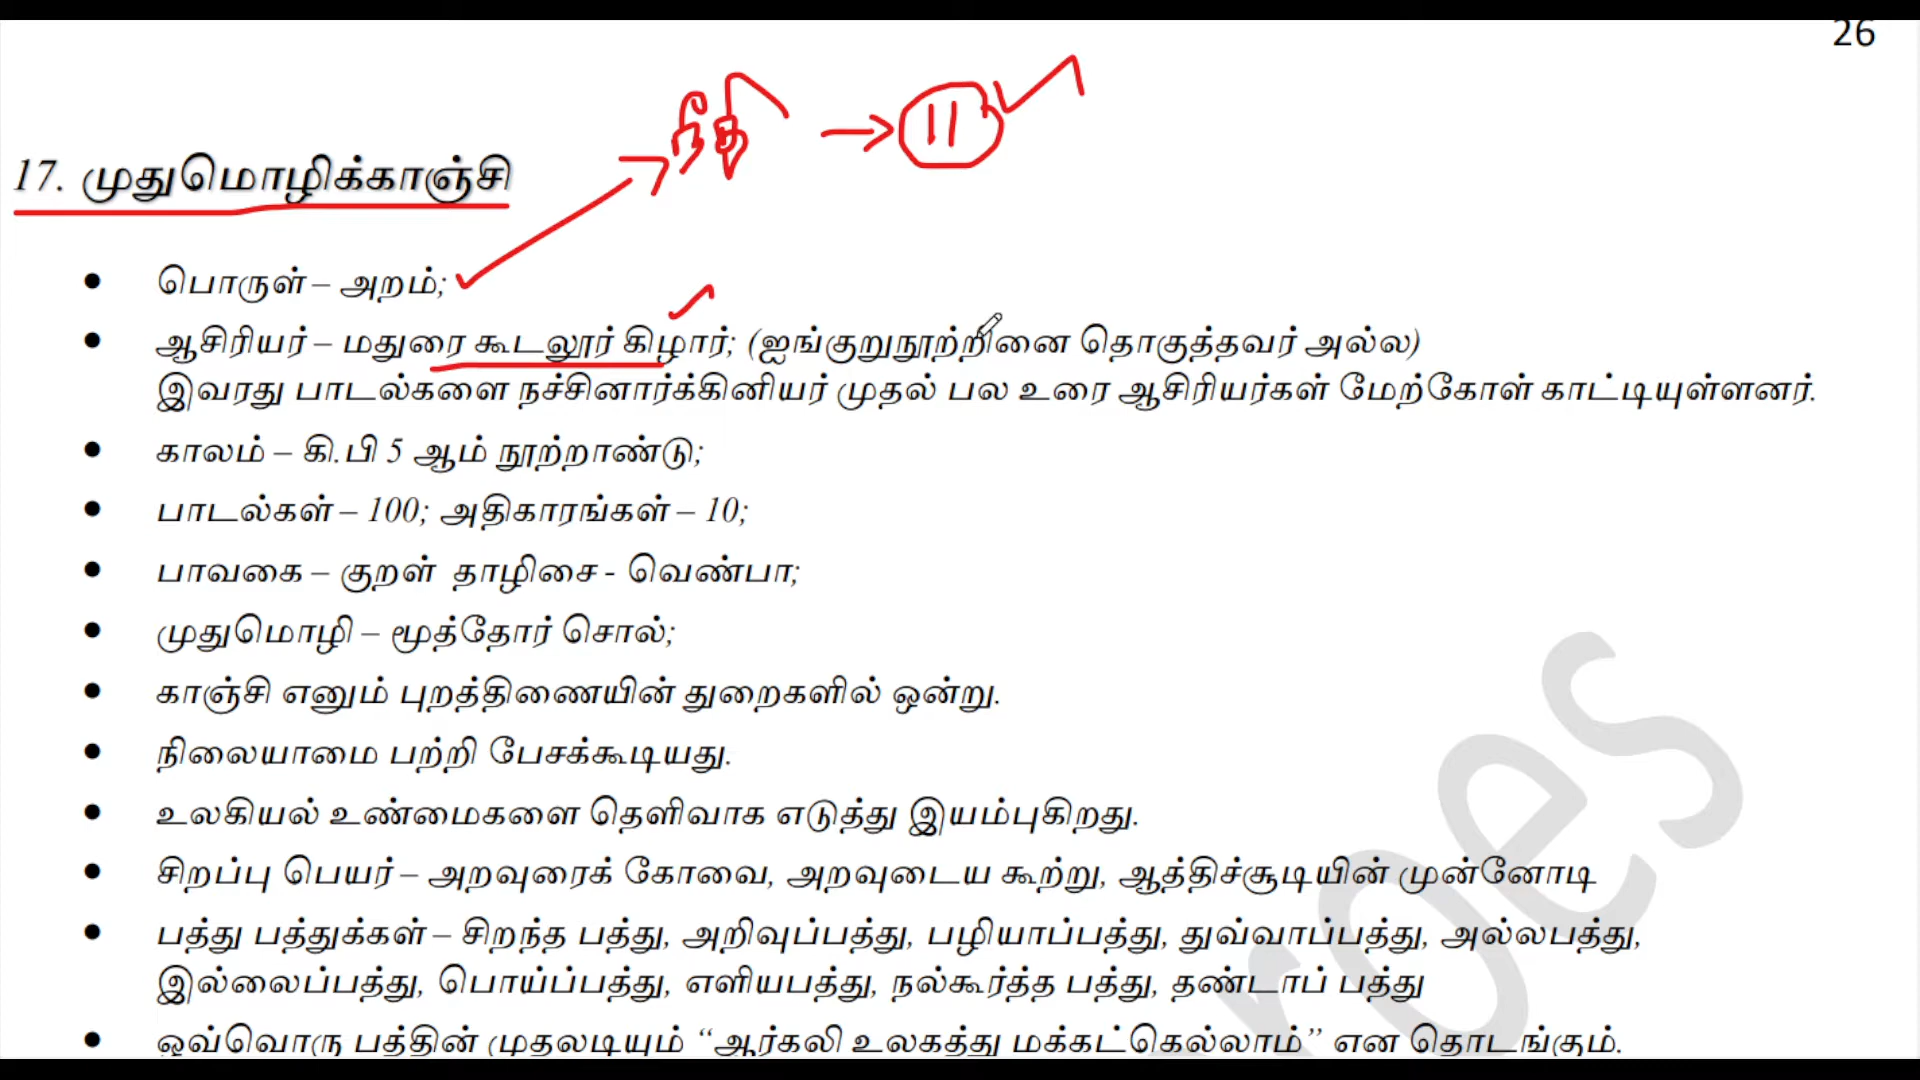 26
நீதி → 11
17. முதுமொழிக்காஞ்சி
● பொருள் – அறம்;
● ஆசிரியர் – மதுரை கூடலூர் கிழார்; (ஐங்குறுநூற்றினை தொகுத்தவர் அல்ல)
இவரது பாடல்களை நச்சினார்க்கினியர் முதல் பல உரை ஆசிரியர்கள் மேற்கோள் காட்டியுள்ளனர்.
● காலம் – கி.பி 5 ஆம் நூற்றாண்டு;
● பாடல்கள் – 100; அதிகாரங்கள் – 10;
● பாவகை – குறள் தாழிசை - வெண்பா;
● முதுமொழி – மூத்தோர் சொல்;
● காஞ்சி எனும் புறத்திணையின் துறைகளில் ஒன்று.
● நிலையாமை பற்றி பேசக்கூடியது.
● உலகியல் உண்மைகளை தெளிவாக எடுத்து இயம்புகிறது.
● சிறப்பு பெயர் – அறவுரைக் கோவை, அறவுடைய கூற்று, ஆத்திச்சூடியின் முன்னோடி
● பத்து பத்துக்கள் – சிறந்த பத்து, அறிவுப்பத்து, பழியாப்பத்து, துவ்வாப்பத்து, அல்லபத்து,
இல்லைப்பத்து, பொய்ப்பத்து, எளியபத்து, நல்கூர்த்த பத்து, தண்டாப் பத்து
● ஒவ்வொரு பத்தின் முதலடியும் “ஆர்கலி உலகத்து மக்கட்கெல்லாம்” என தொடங்கும்.